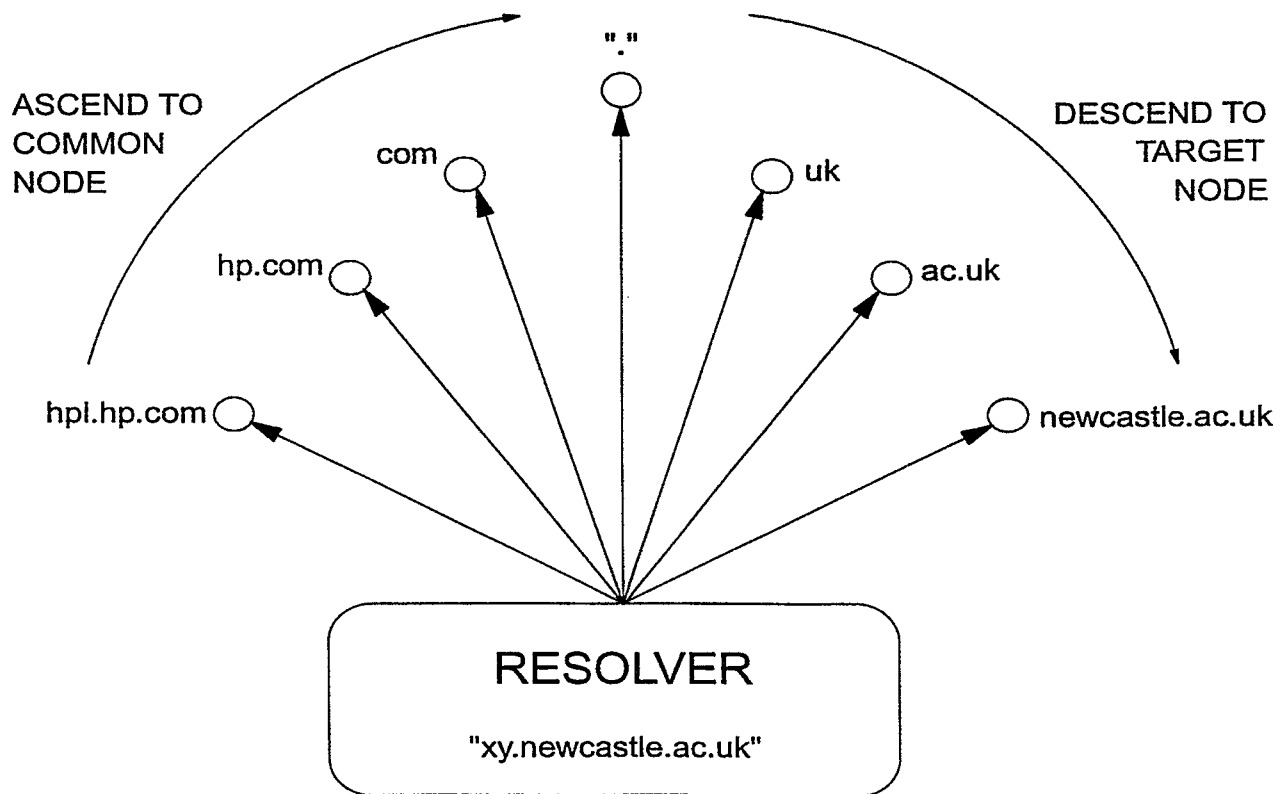 "."
ASCEND TO
COMMON
NODE
DESCEND TO
TARGET
NODE
com
uk
hp.com
ac.uk
hpl.hp.com
newcastle.ac.uk
RESOLVER
"xy.newcastle.ac.uk"